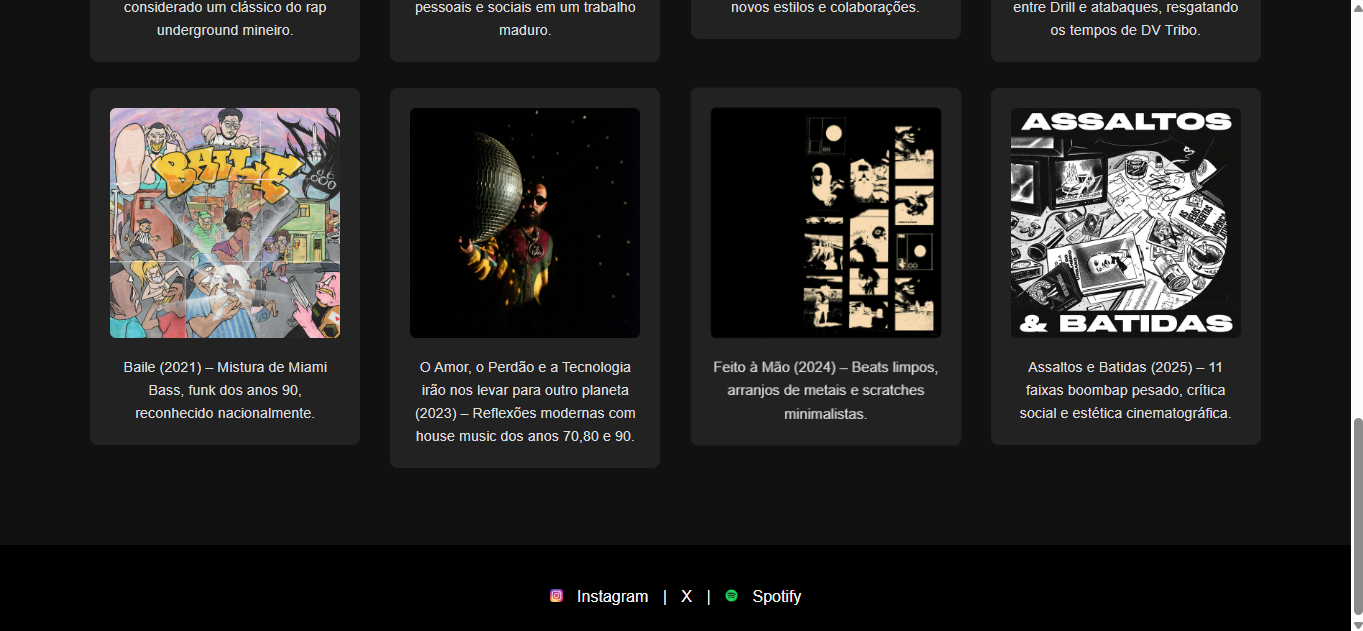 considerado um clássico do rap
underground mineiro.
pessoais e sociais em um trabalho
maduro.
novos estilos e colaborações.
entre Drill e atabaques, resgatando
os tempos de DV Tribo.
BAILE
Baile (2021) – Mistura de Miami
Bass, funk dos anos 90,
reconhecido nacionalmente.
O Amor, o Perdão e a Tecnologia
irão nos levar para outro planeta
(2023) – Reflexões modernas com
house music dos anos 70,80 e 90.
Feito à Mão (2024) – Beats limpos,
arranjos de metais e scratches
minimalistas.
ASSALTOS
& BATIDAS
Assaltos e Batidas (2025) – 11
faixas boombap pesado, crítica
social e estética cinematográfica.
Instagram | X | Spotify